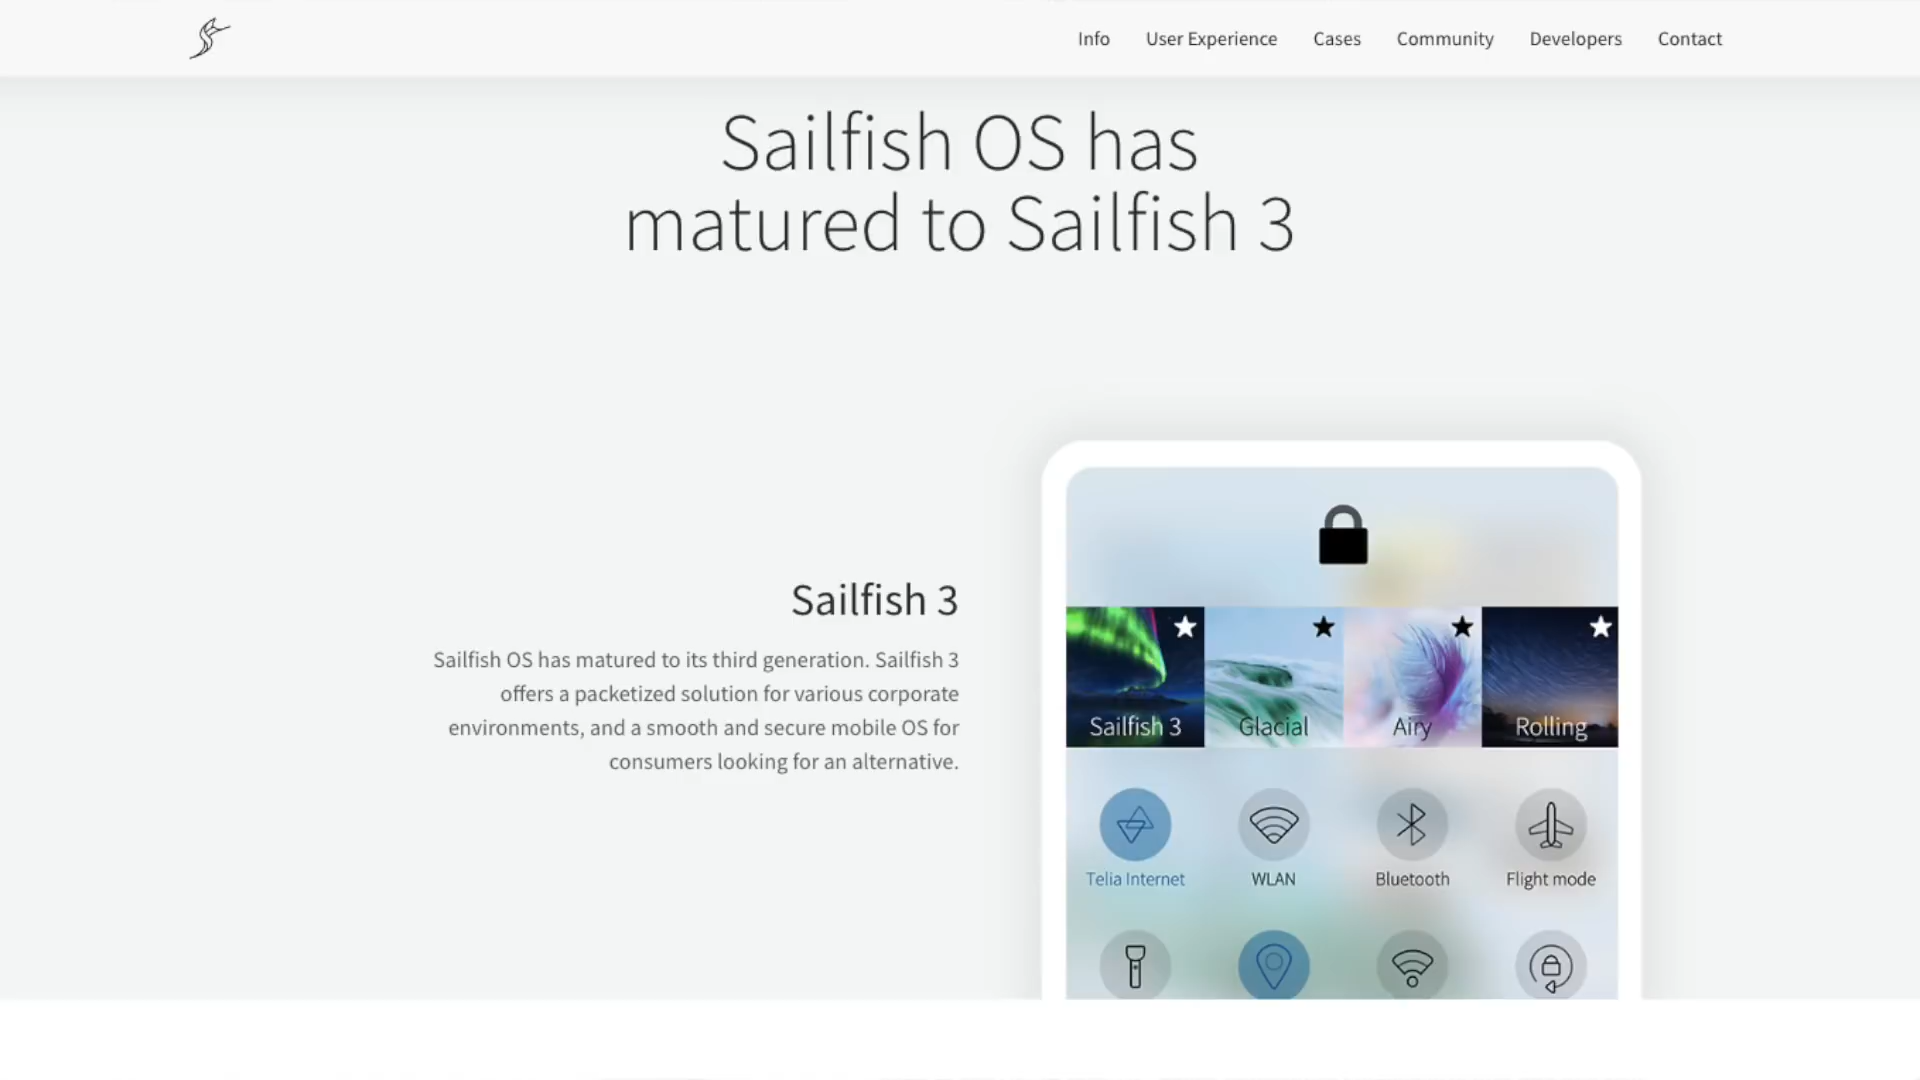 Info User Experience Cases Community Developers Contact
Sailfish OS has
matured to Sailfish 3
Sailfish 3
Sailfish OS has matured to its third generation. Sailfish 3
offers a packetized solution for various corporate
environments, and a smooth and secure mobile OS for
consumers looking for an alternative.
Sailfish 3 Glacial Airy Rolling
Telia Internet WLAN Bluetooth Flight mode